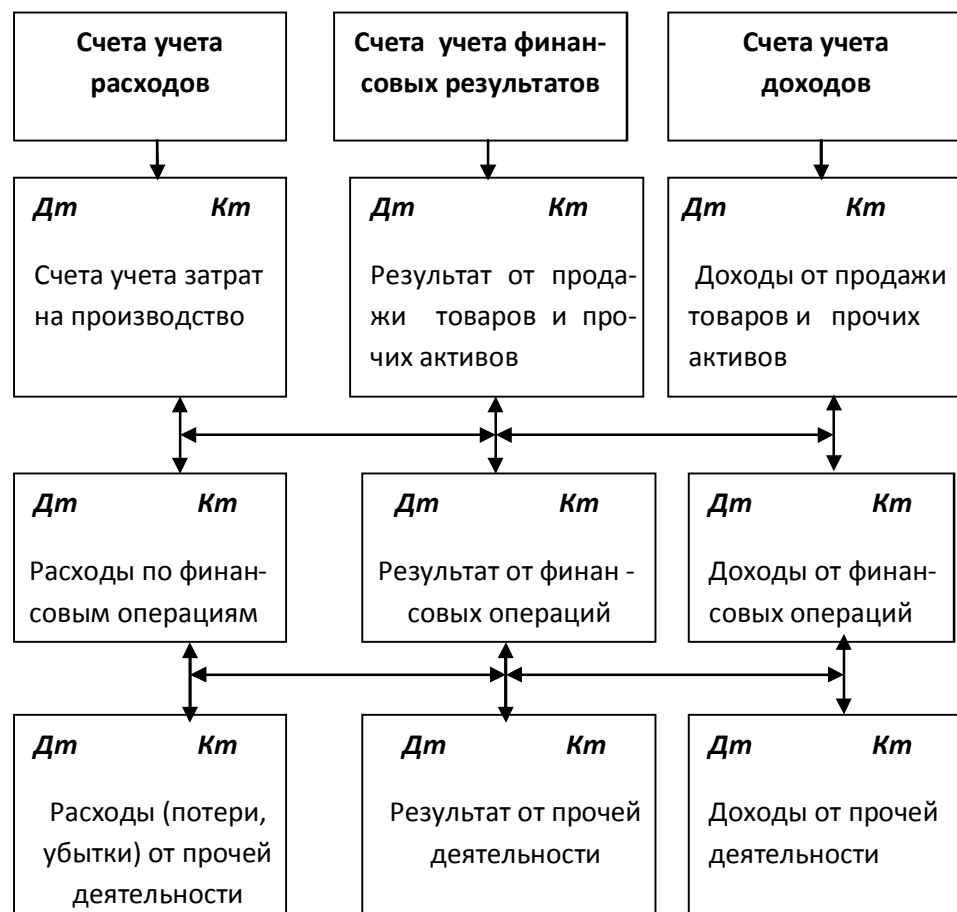 Счета учета
расходов
Счета учета финан-
совых результатов
Счета учета
доходов
Дт Кт
Счета учета затрат
на производство
Дт Кт
Результат от прода-
жи товаров и про-
чих активов
Дт Кт
Доходы от продажи
товаров и прочих
активов
Дт Кт
Расходы по финан-
совым операциям
Дт Кт
Результат от финан -
совых операций
Дт Кт
Доходы от финан-
совых операций
Дт Кт
Расходы (потери,
убытки) от прочей
деятельности
Дт Кт
Результат от прочей
деятельности
Дт Кт
Доходы от прочей
деятельности